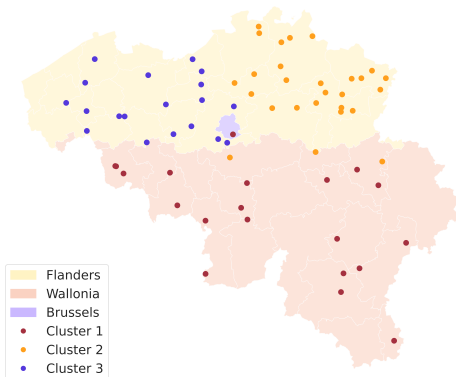 Flanders
Wallonia
Brussels
Cluster 1
Cluster 2
Cluster 3